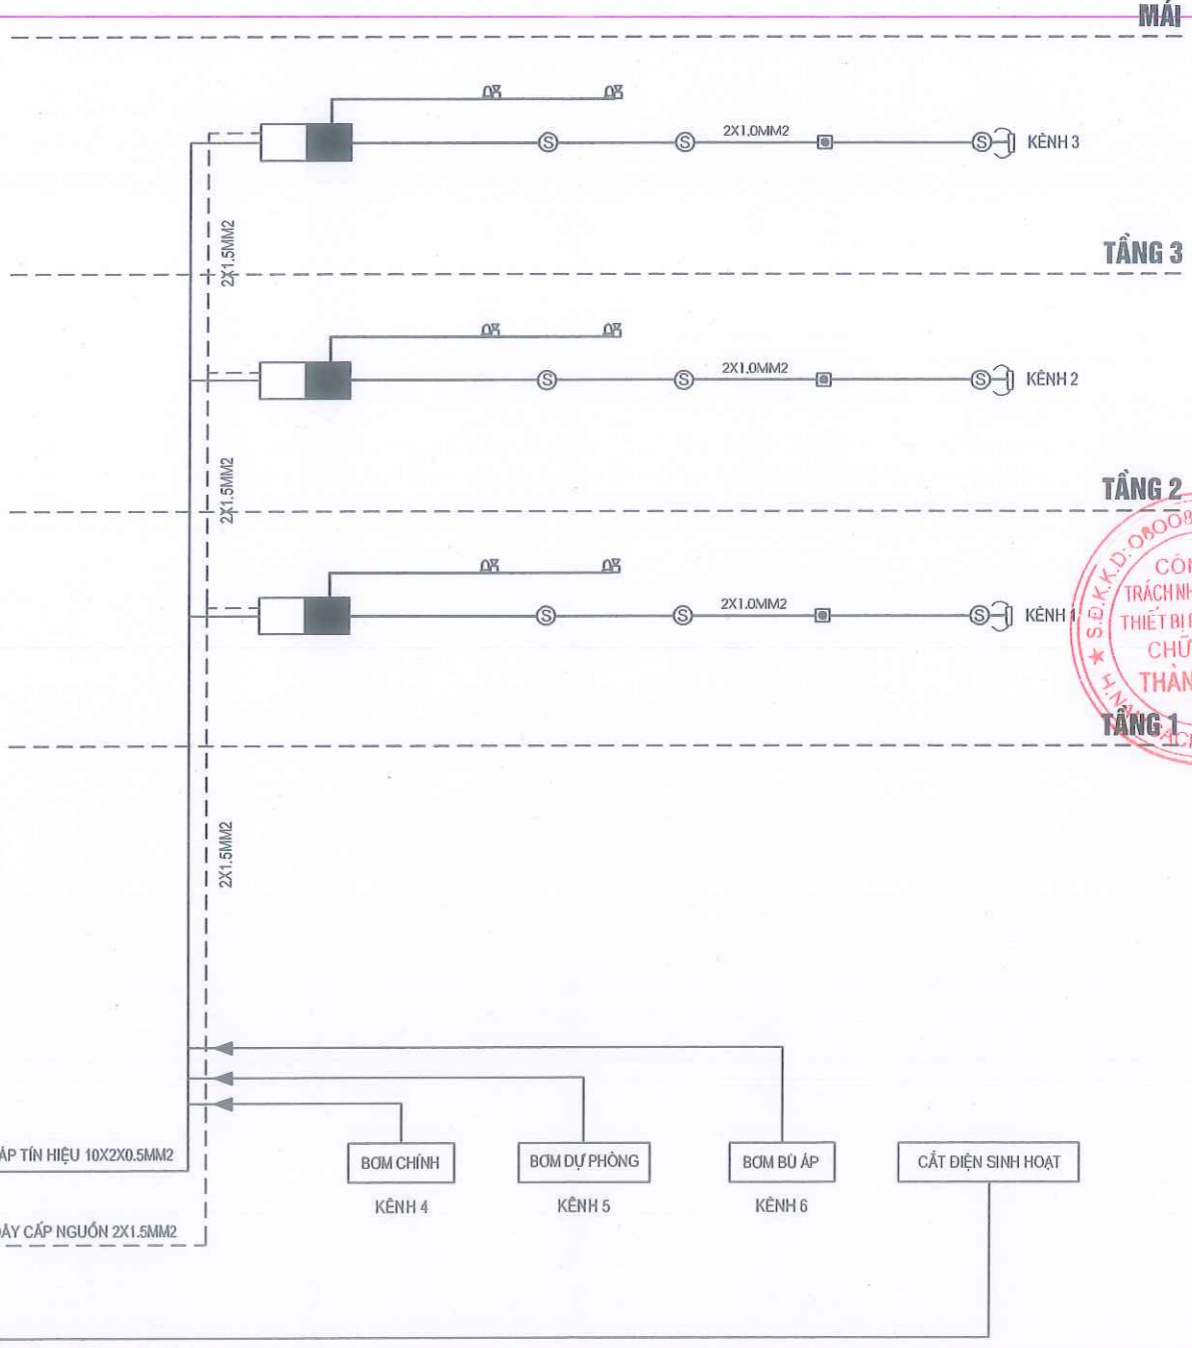 MÁI
2X1.0MM2
S
S
S
KÊNH 3
2X1.5MM2
TẦNG 3
2X1.0MM2
S
S
S
KÊNH 2
2X1.5MM2
TẦNG 2
2X1.0MM2
S
S
S
KÊNH 1
TẦNG 1
★ S.Đ.K.K.D: 0800
TRÁCH
THIẾT BỊ
2X1.5MM2
ÁP TÍN HIỆU 10X2X0.5MM2
BƠM CHÍNH
BƠM DỰ PHÒNG
BƠM BÙ ÁP
CẮT ĐIỆN SINH HOẠT
KÊNH 4
KÊNH 5
KÊNH 6
CẤP NGUỒN 2X1.5MM2